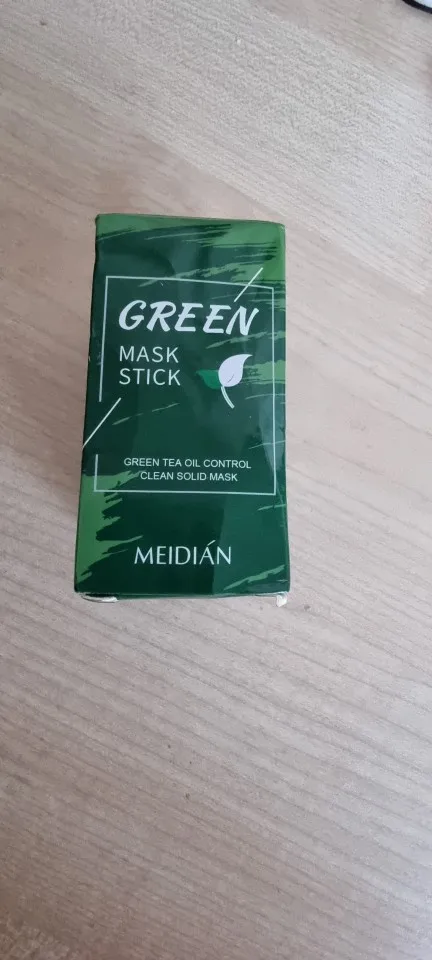 GREEN
MASK
STICK
GREEN TEA OIL CONTROL
CLEAN SOLID MASK
MEIDIÁN